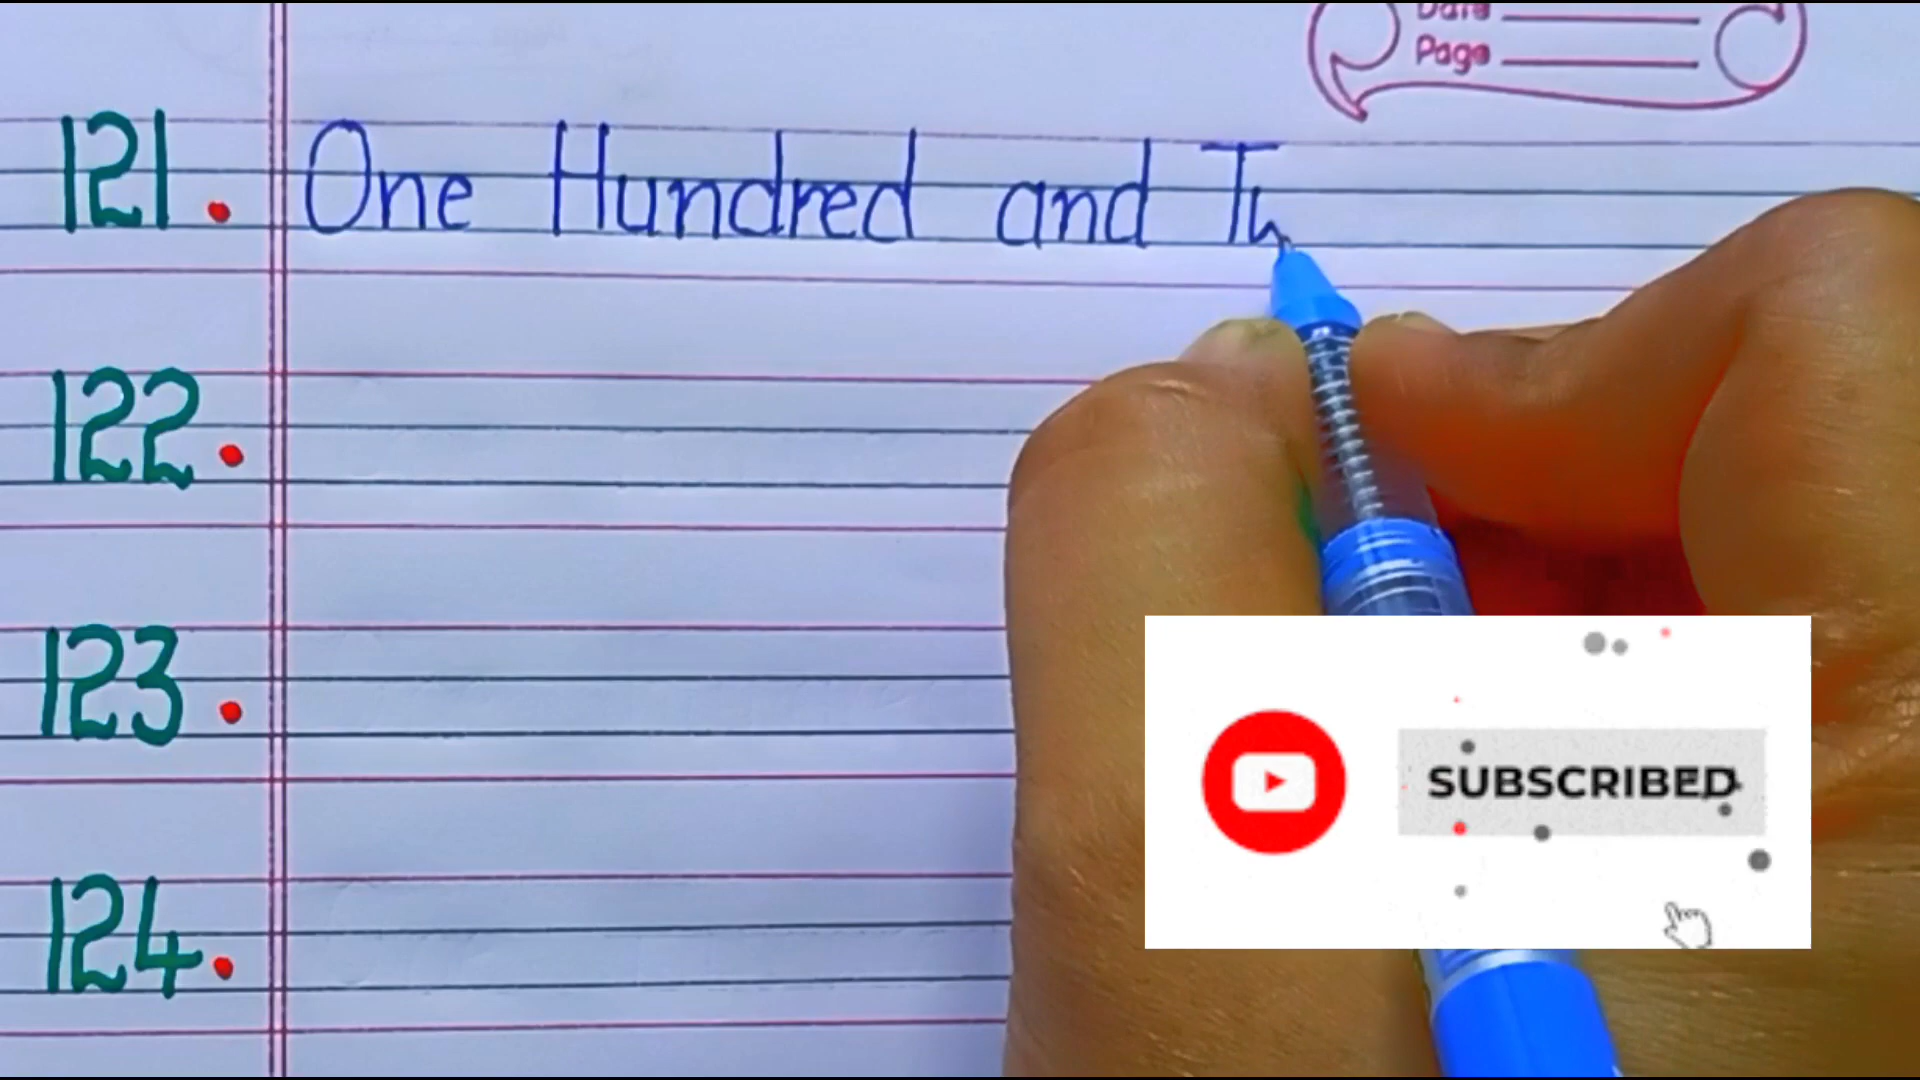 Date
Page
121. One Hundred and Tw
122.
123.
124.
SUBSCRIBED